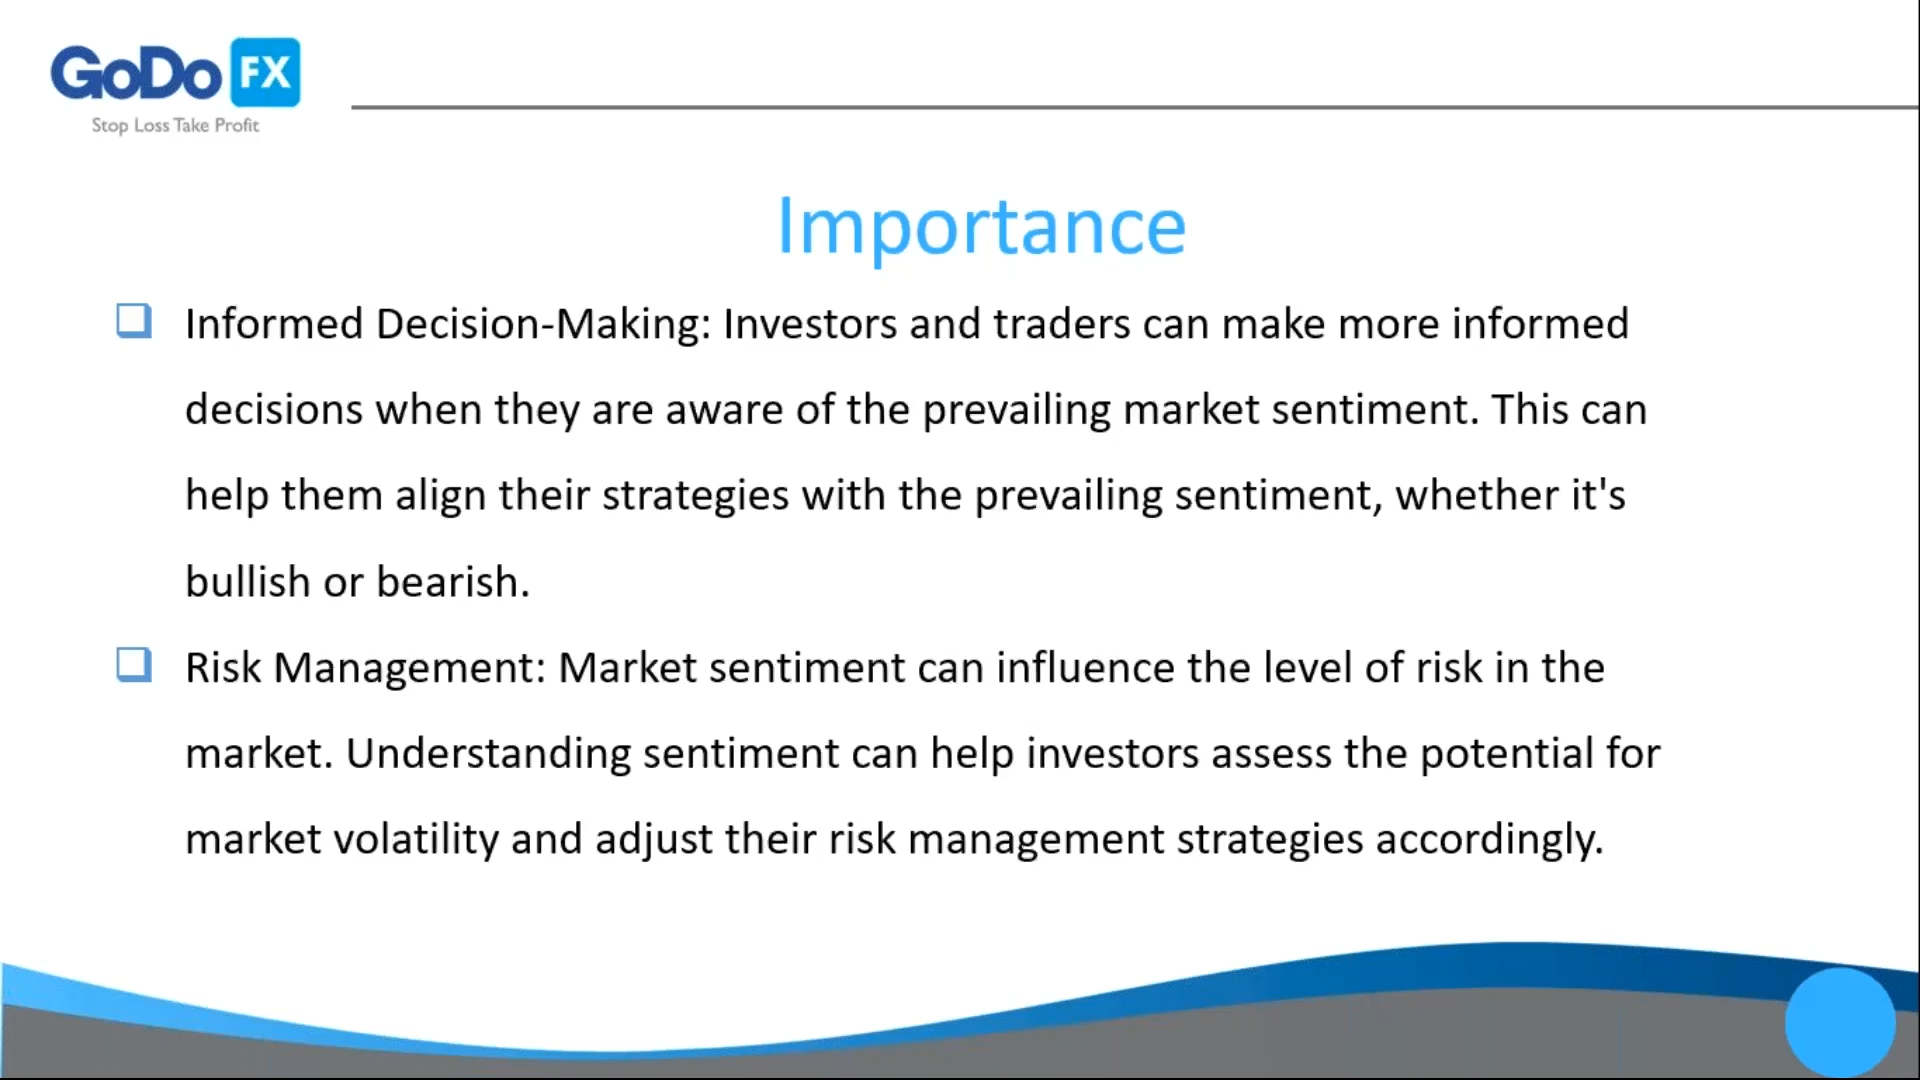 GoDo FX
Stop Loss Take Profit
Importance
Informed Decision-Making: Investors and traders can make more informed
decisions when they are aware of the prevailing market sentiment. This can
help them align their strategies with the prevailing sentiment, whether it's
bullish or bearish.
Risk Management: Market sentiment can influence the level of risk in the
market. Understanding sentiment can help investors assess the potential for
market volatility and adjust their risk management strategies accordingly.